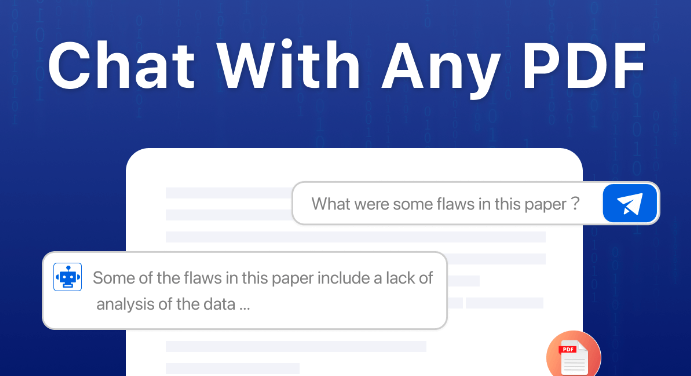 Chat With Any PDF
What were some flaws in this paper ?
Some of the flaws in this paper include a lack of
analysis of the data ...
PDF